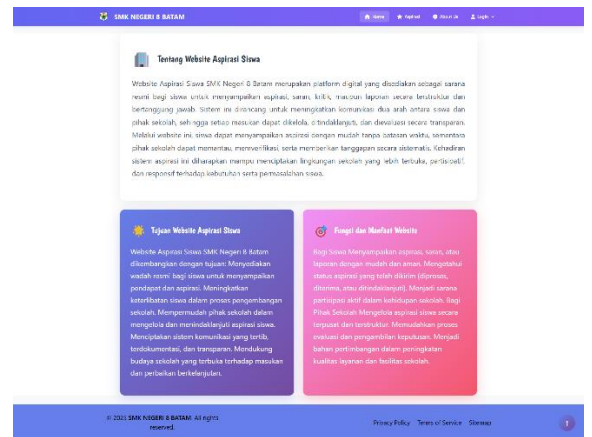 SMK NEGERI 8 BATAM
Home Aspirasi About Us Login
Tentang Website Aspirasi Siswa
Website Aspirasi Siswa SMK Negeri 8 Batam merupakan platform digital yang disediakan sebagai sarana
resmi bagi siswa untuk menyampaikan aspirasi, saran, kritik, maupun laporan secara terstruktur dan
bertanggung jawab. Sistem ini dirancang untuk meningkatkan komunikasi dua arah antara siswa dan
pihak sekolah, sehingga setiap masukan dapat dikelola, ditindaklanjuti, dan dievaluasi secara transparan.
Melalui website ini, siswa dapat menyampaikan aspirasi dengan mudah tanpa batasan waktu, sementara
pihak sekolah dapat memantau, memverifikasi, serta memberikan tanggapan secara sistematis. Kehadiran
sistem aspirasi ini diharapkan mampu menciptakan lingkungan sekolah yang lebih terbuka, partisipatif,
dan responsif terhadap kebutuhan serta permasalahan siswa.
Tujuan Website Aspirasi Siswa
Website Aspirasi Siswa SMK Negeri 8 Batam
dikembangkan dengan tujuan: Menyediakan
wadah resmi bagi siswa untuk menyampaikan
pendapat dan aspirasi. Meningkatkan
keterlibatan siswa dalam proses pengembangan
sekolah. Mempermudah pihak sekolah dalam
mengelola dan menindaklanjuti aspirasi siswa.
Menciptakan sistem komunikasi yang tertib,
terdokumentasi, dan transparan. Mendukung
budaya sekolah yang terbuka terhadap masukan
dan perbaikan berkelanjutan.
Fungsi dan Manfaat Website
Bagi Siswa Menyampaikan aspirasi, saran, atau
laporan dengan mudah dan aman. Mengetahui
status aspirasi yang telah dikirim (diproses,
diterima, atau ditindaklanjuti). Menjadi sarana
partisipasi aktif dalam kehidupan sekolah. Bagi
Pihak Sekolah Mengelola aspirasi siswa secara
terpusat dan terstruktur. Memudahkan proses
evaluasi dan pengambilan keputusan. Menjadi
bahan pertimbangan dalam peningkatan
kualitas layanan dan fasilitas sekolah.
© SMK NEGERI 8 BATAM. All rights
reserved.
Privacy Policy Terms of Service Sitemap